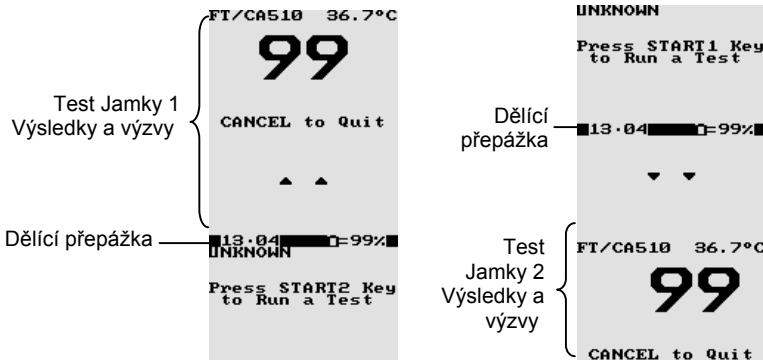 FT/CA510 36.7°C
99
Test Jamky 1
Výsledky a výzvy
CANCEL to Quit
Dělící přepážka
13·04 =99%
UNKNOWN
Press START2 Key
to Run a Test
UNKNOWN
Press START1 Key
to Run a Test
Dělící
přepážka
13·04 =99%
Test
Jamky 2
Výsledky a
výzvy
FT/CA510 36.7°C
99
CANCEL to Quit